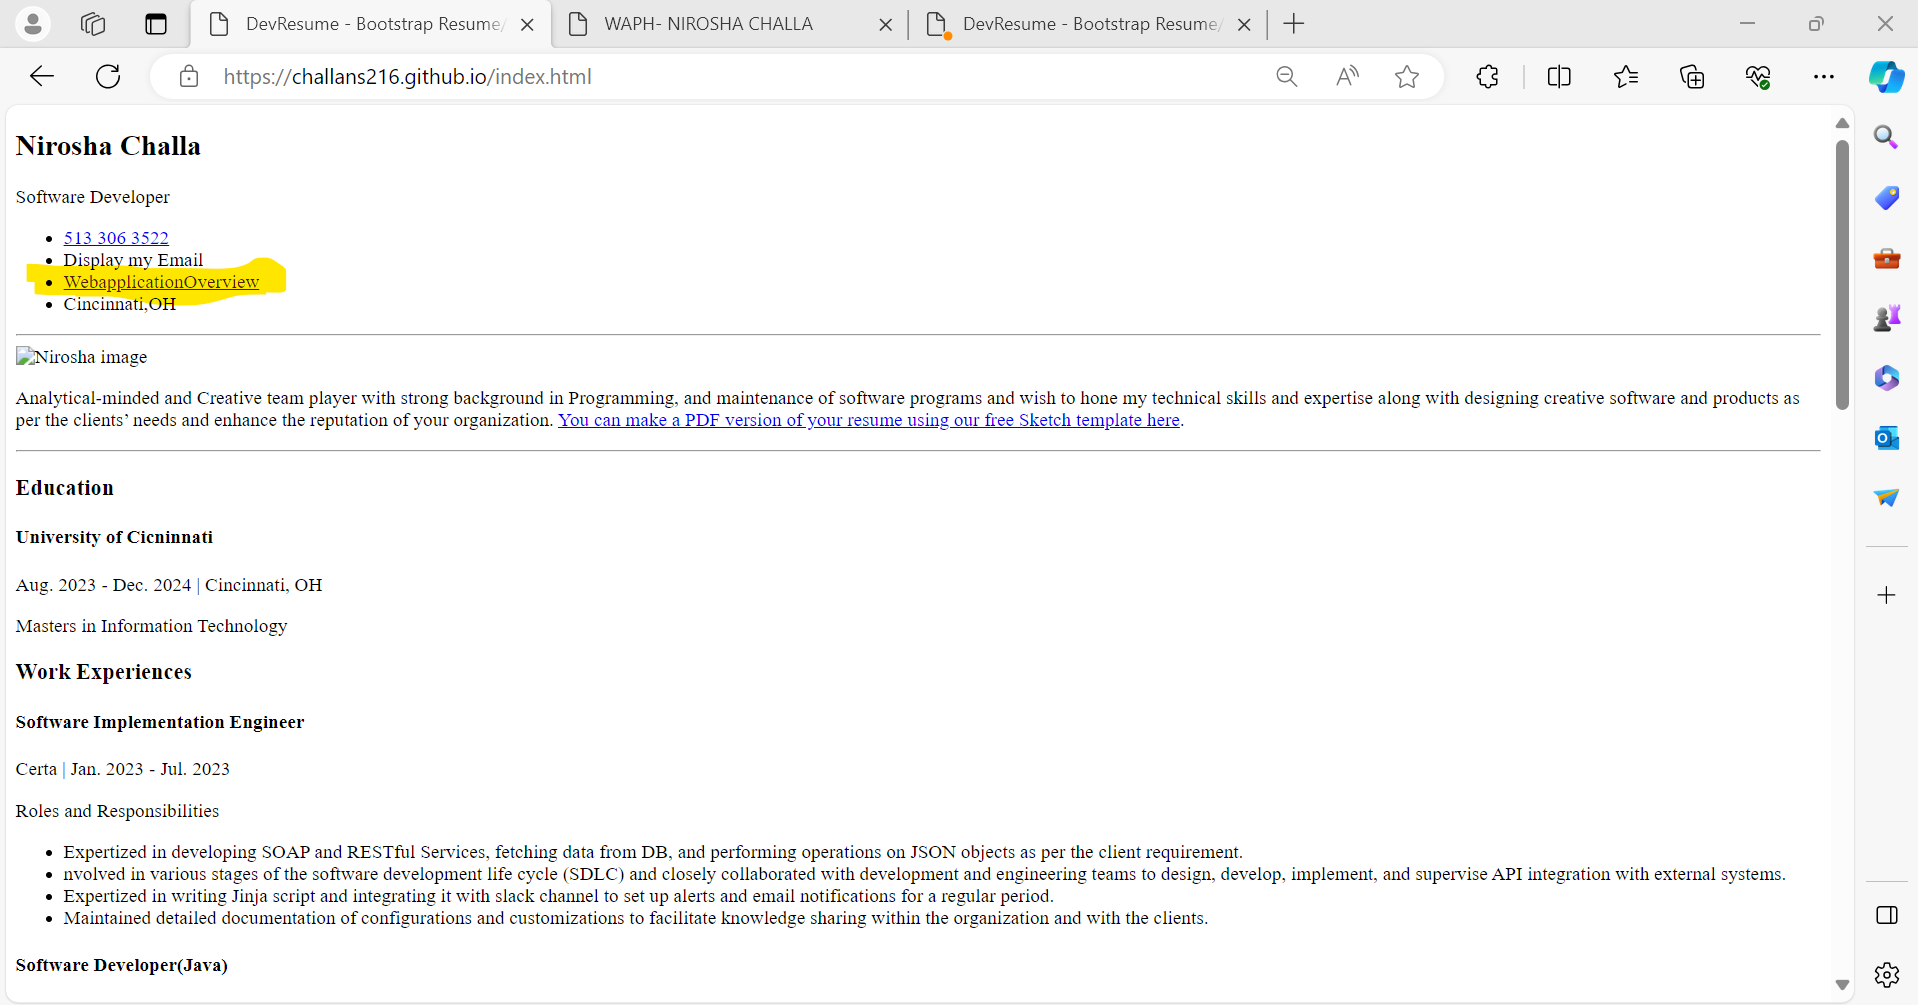 DevResume - Bootstrap Resume/
WAPH- NIROSHA CHALLA
DevResume - Bootstrap Resume/
https://challans216.github.io/index.html
Nirosha Challa
Software Developer
513 306 3522
Display my Email
WebapplicationOverview
Cincinnati,OH
Nirosha image
Analytical-minded and Creative team player with strong background in Programming, and maintenance of software programs and wish to hone my technical skills and expertise along with designing creative software and products as
per the clients’ needs and enhance the reputation of your organization. You can make a PDF version of your resume using our free Sketch template here.
Education
University of Cicninnati
Aug. 2023 - Dec. 2024 | Cincinnati, OH
Masters in Information Technology
Work Experiences
Software Implementation Engineer
Certa | Jan. 2023 - Jul. 2023
Roles and Responsibilities
Expertized in developing SOAP and RESTful Services, fetching data from DB, and performing operations on JSON objects as per the client requirement.
nvolved in various stages of the software development life cycle (SDLC) and closely collaborated with development and engineering teams to design, develop, implement, and supervise API integration with external systems.
Expertized in writing Jinja script and integrating it with slack channel to set up alerts and email notifications for a regular period.
Maintained detailed documentation of configurations and customizations to facilitate knowledge sharing within the organization and with the clients.
Software Developer(Java)